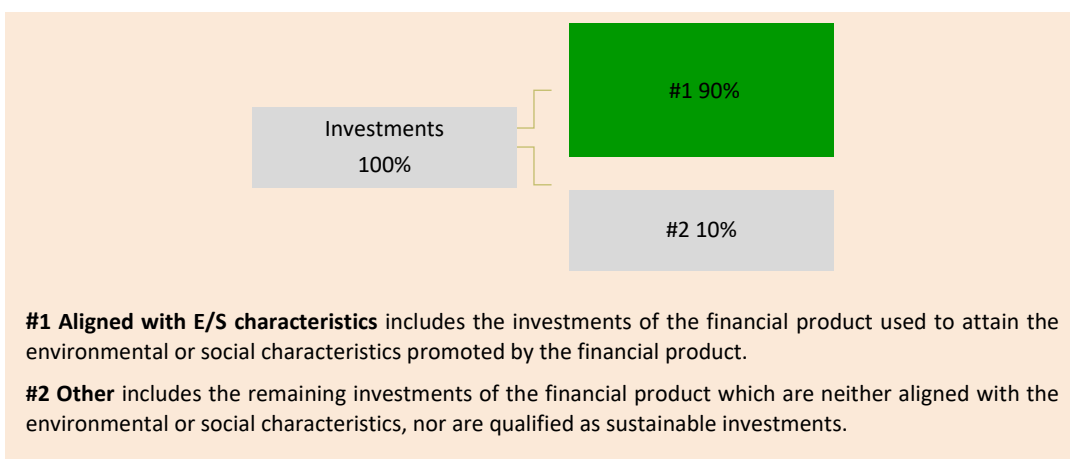 #1 90%
Investments
100%
#2 10%
#1 Aligned with E/S characteristics includes the investments of the financial product used to attain the
environmental or social characteristics promoted by the financial product.
#2 Other includes the remaining investments of the financial product which are neither aligned with the
environmental or social characteristics, nor are qualified as sustainable investments.